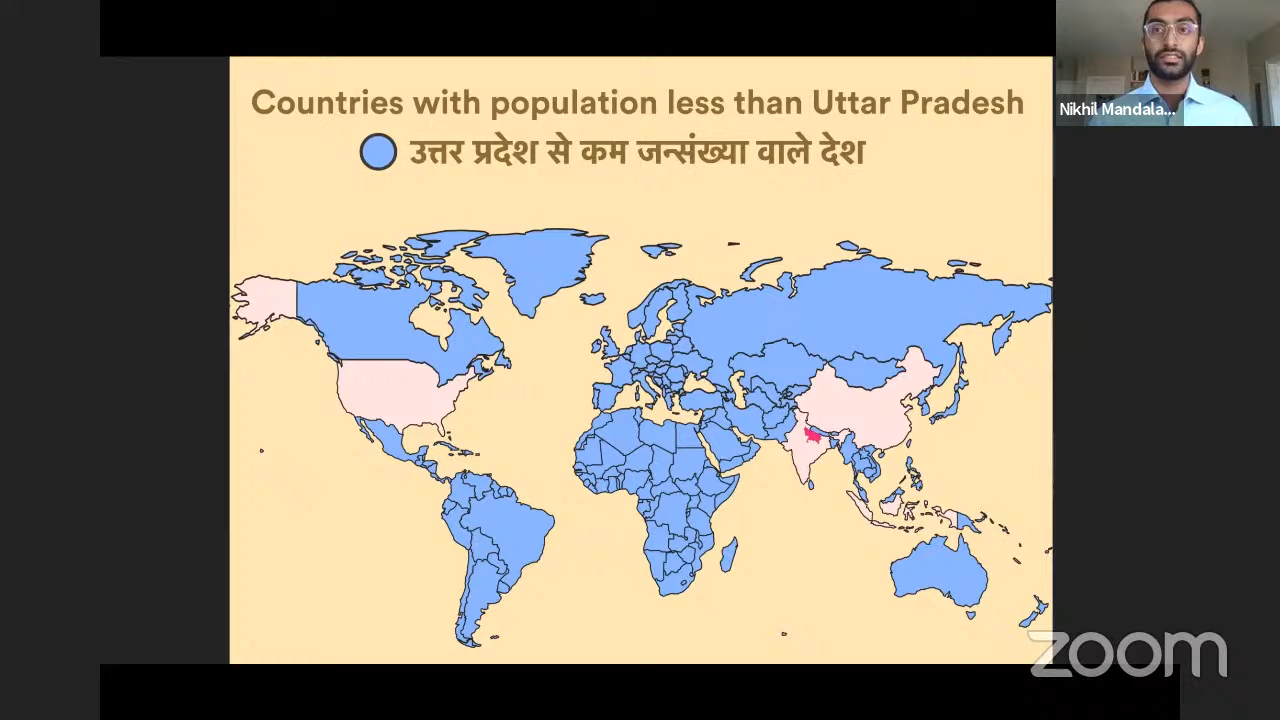 Countries with population less than Uttar Pradesh
उत्तर प्रदेश से कम जन्संख्या वाले देश
Nikhil Mandala...
zoom